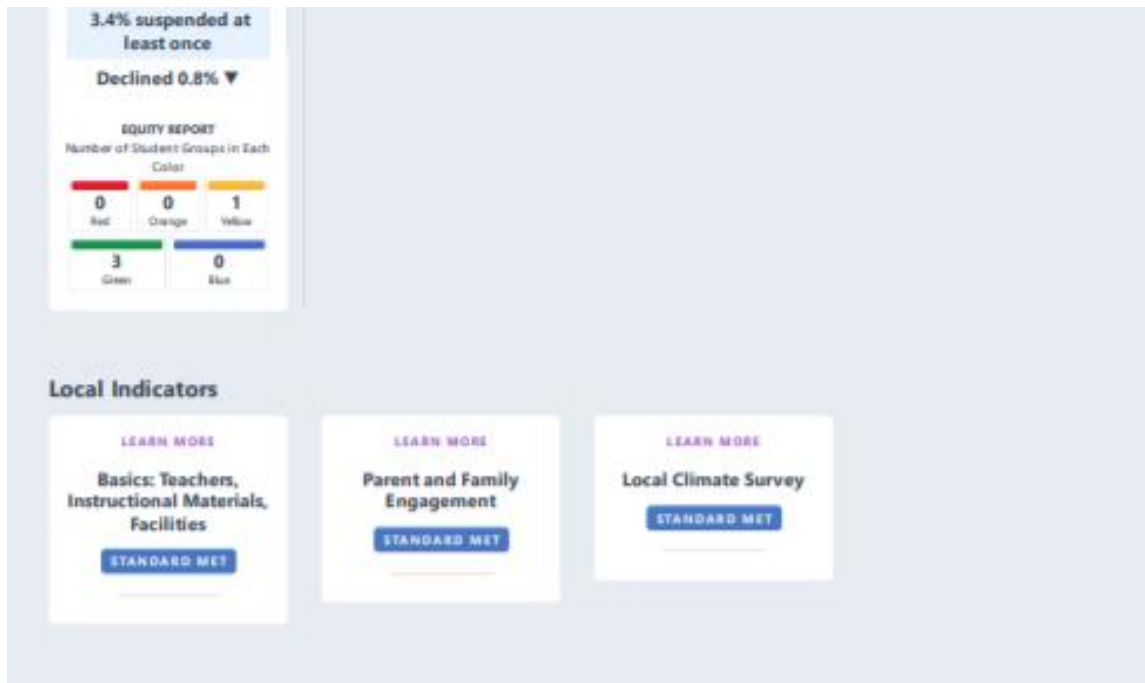 3.4% suspended at
least once
Declined 0.8% ▼
EQUITY REPORT
Number of Student Groups in Each
Color
0 0 1
Red Orange Yellow
3 0
Green Blue
Local Indicators
LEARN MORE
Basics: Teachers,
Instructional Materials,
Facilities
STANDARD MET
LEARN MORE
Parent and Family
Engagement
STANDARD MET
LEARN MORE
Local Climate Survey
STANDARD MET